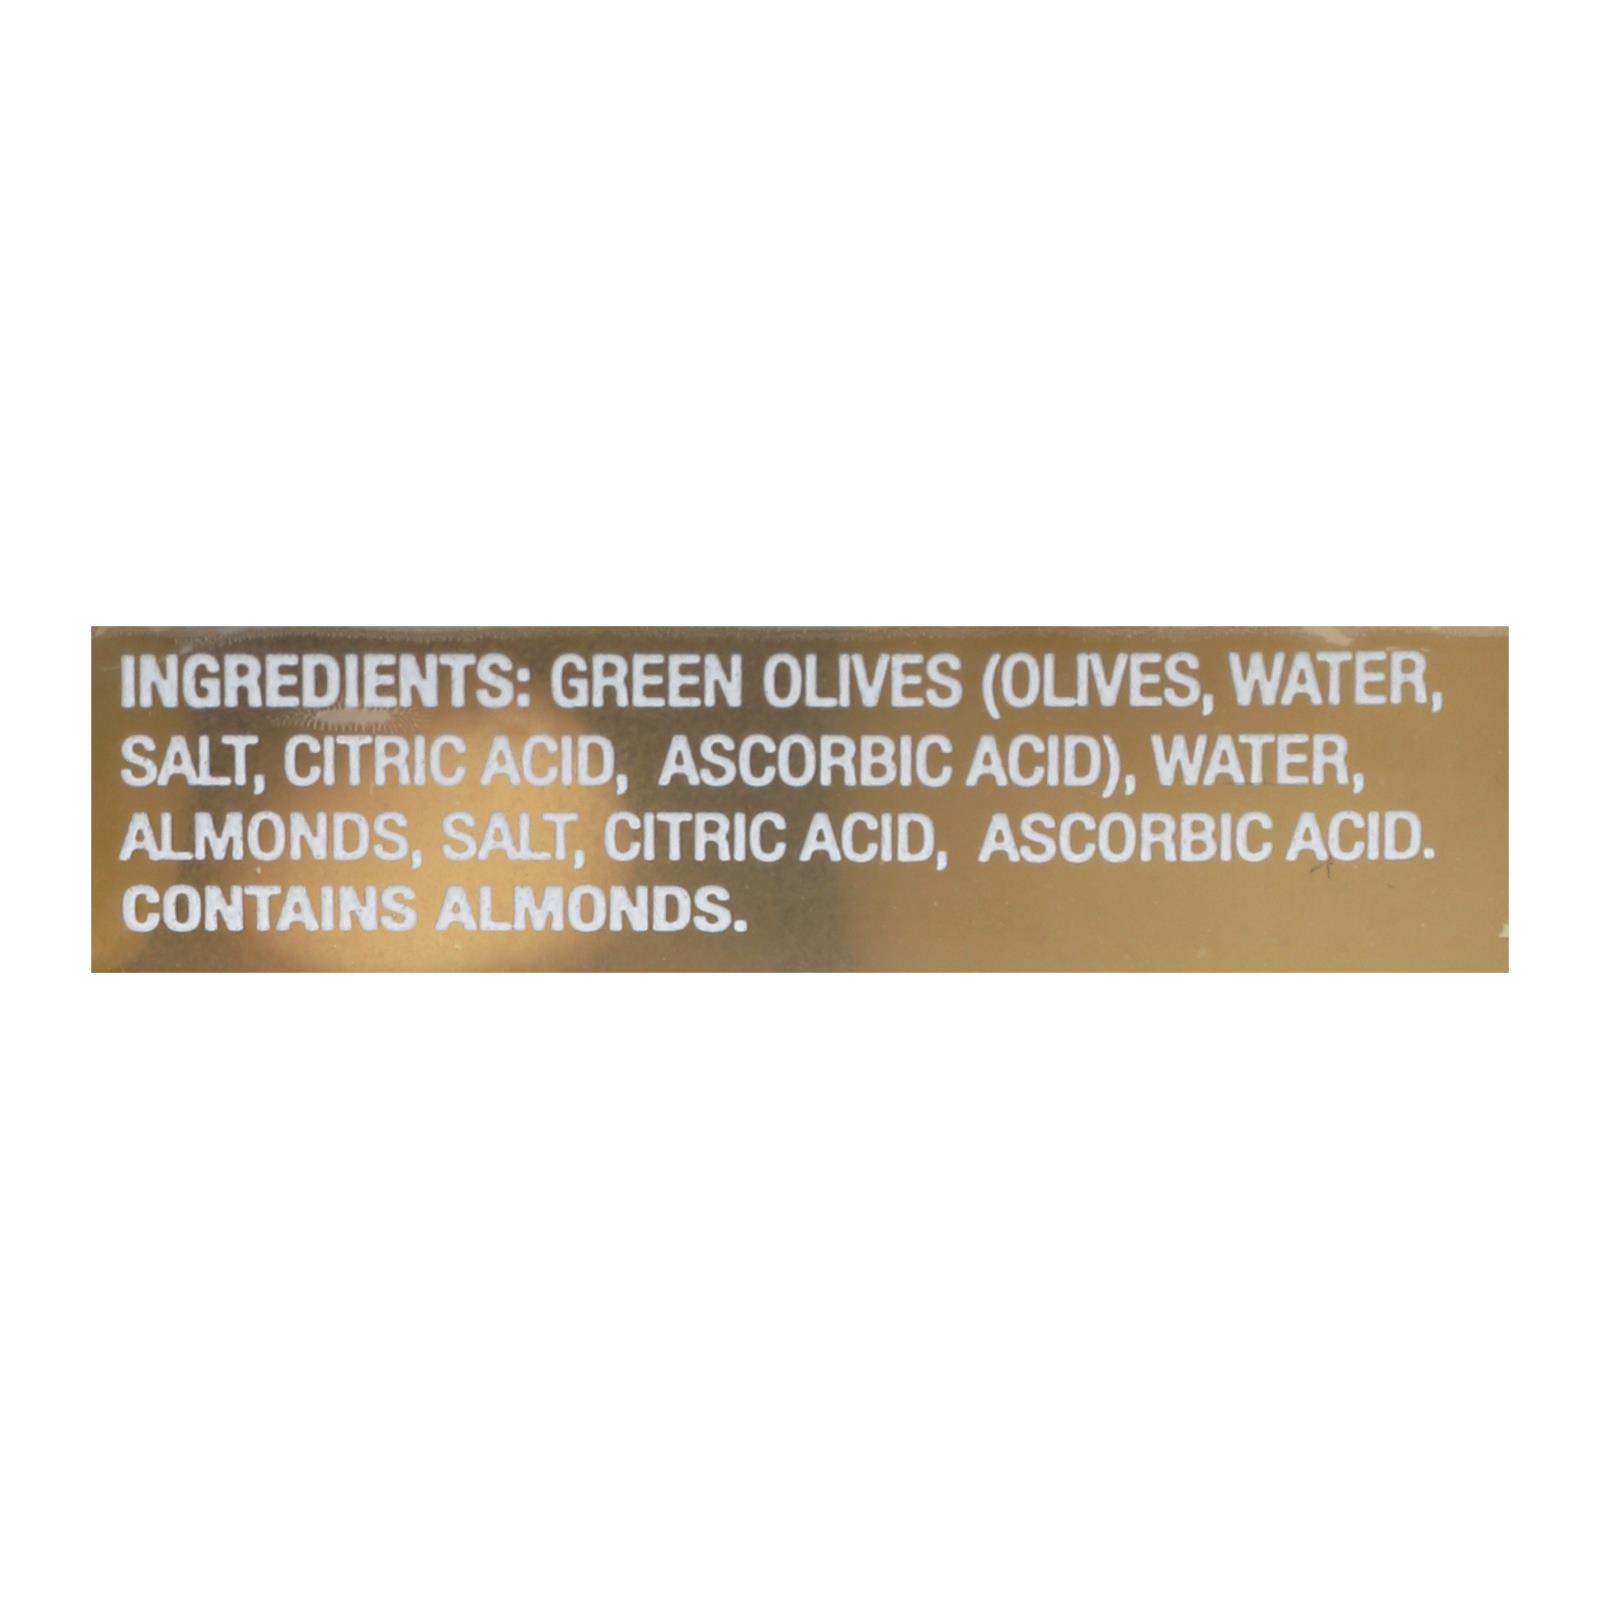 INGREDIENTS: GREEN OLIVES (OLIVES, WATER,
SALT, CITRIC ACID, ASCORBIC ACID), WATER,
ALMONDS, SALT, CITRIC ACID, ASCORBIC ACID.
CONTAINS ALMONDS.